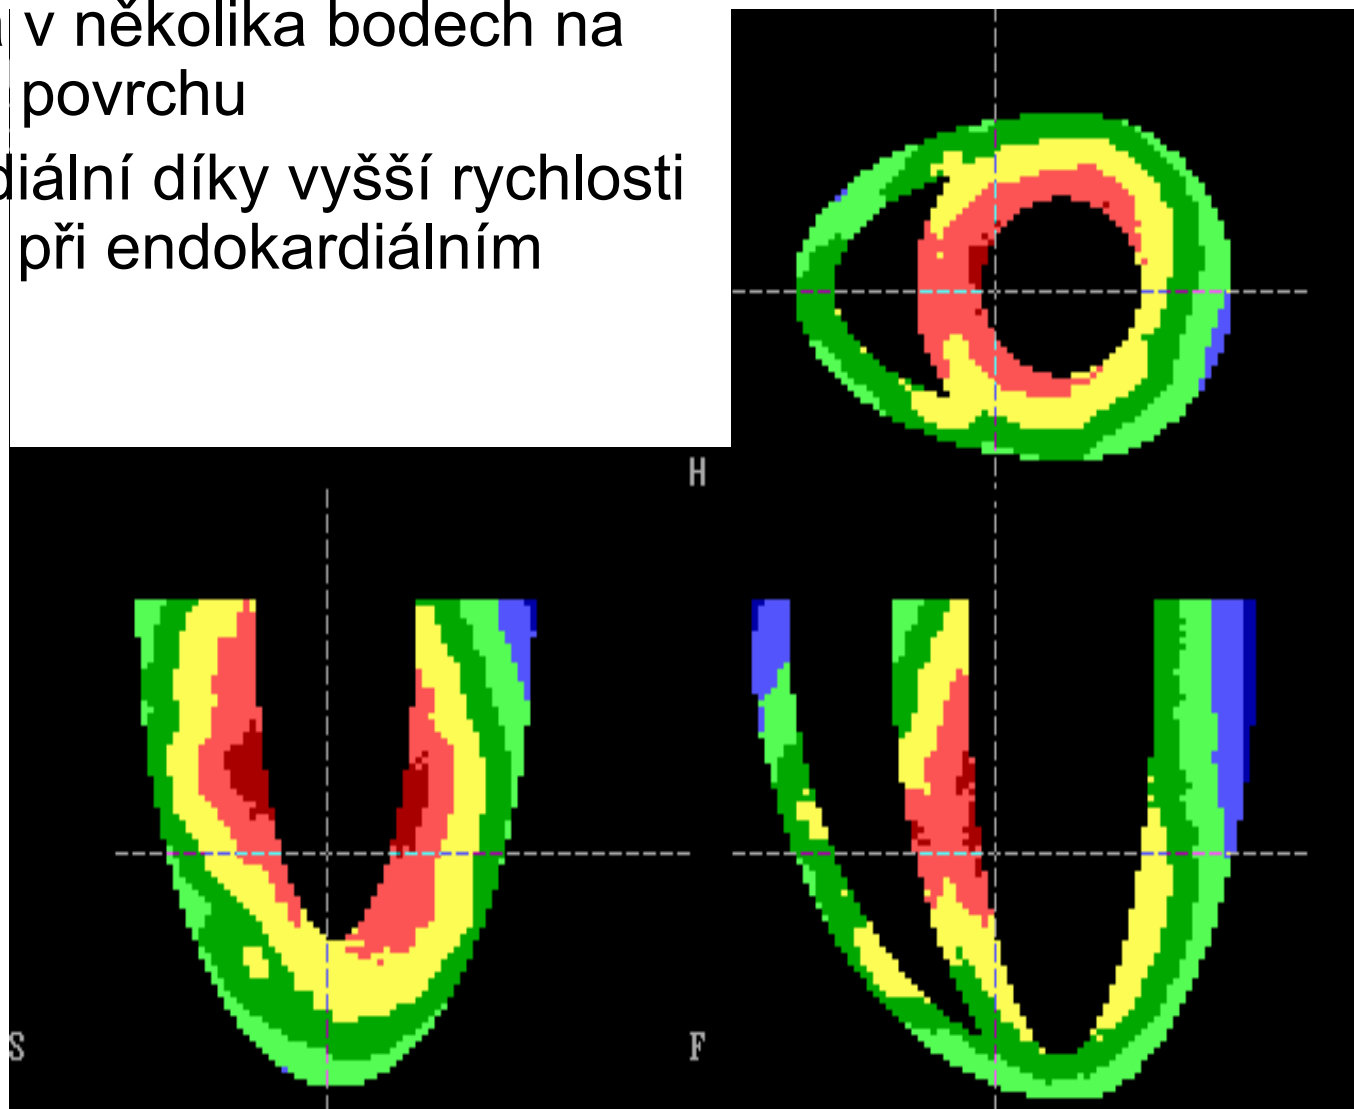 v několika bodech na
povrchu
diální díky vyšší rychlosti
při endokardiálním
H
S
F